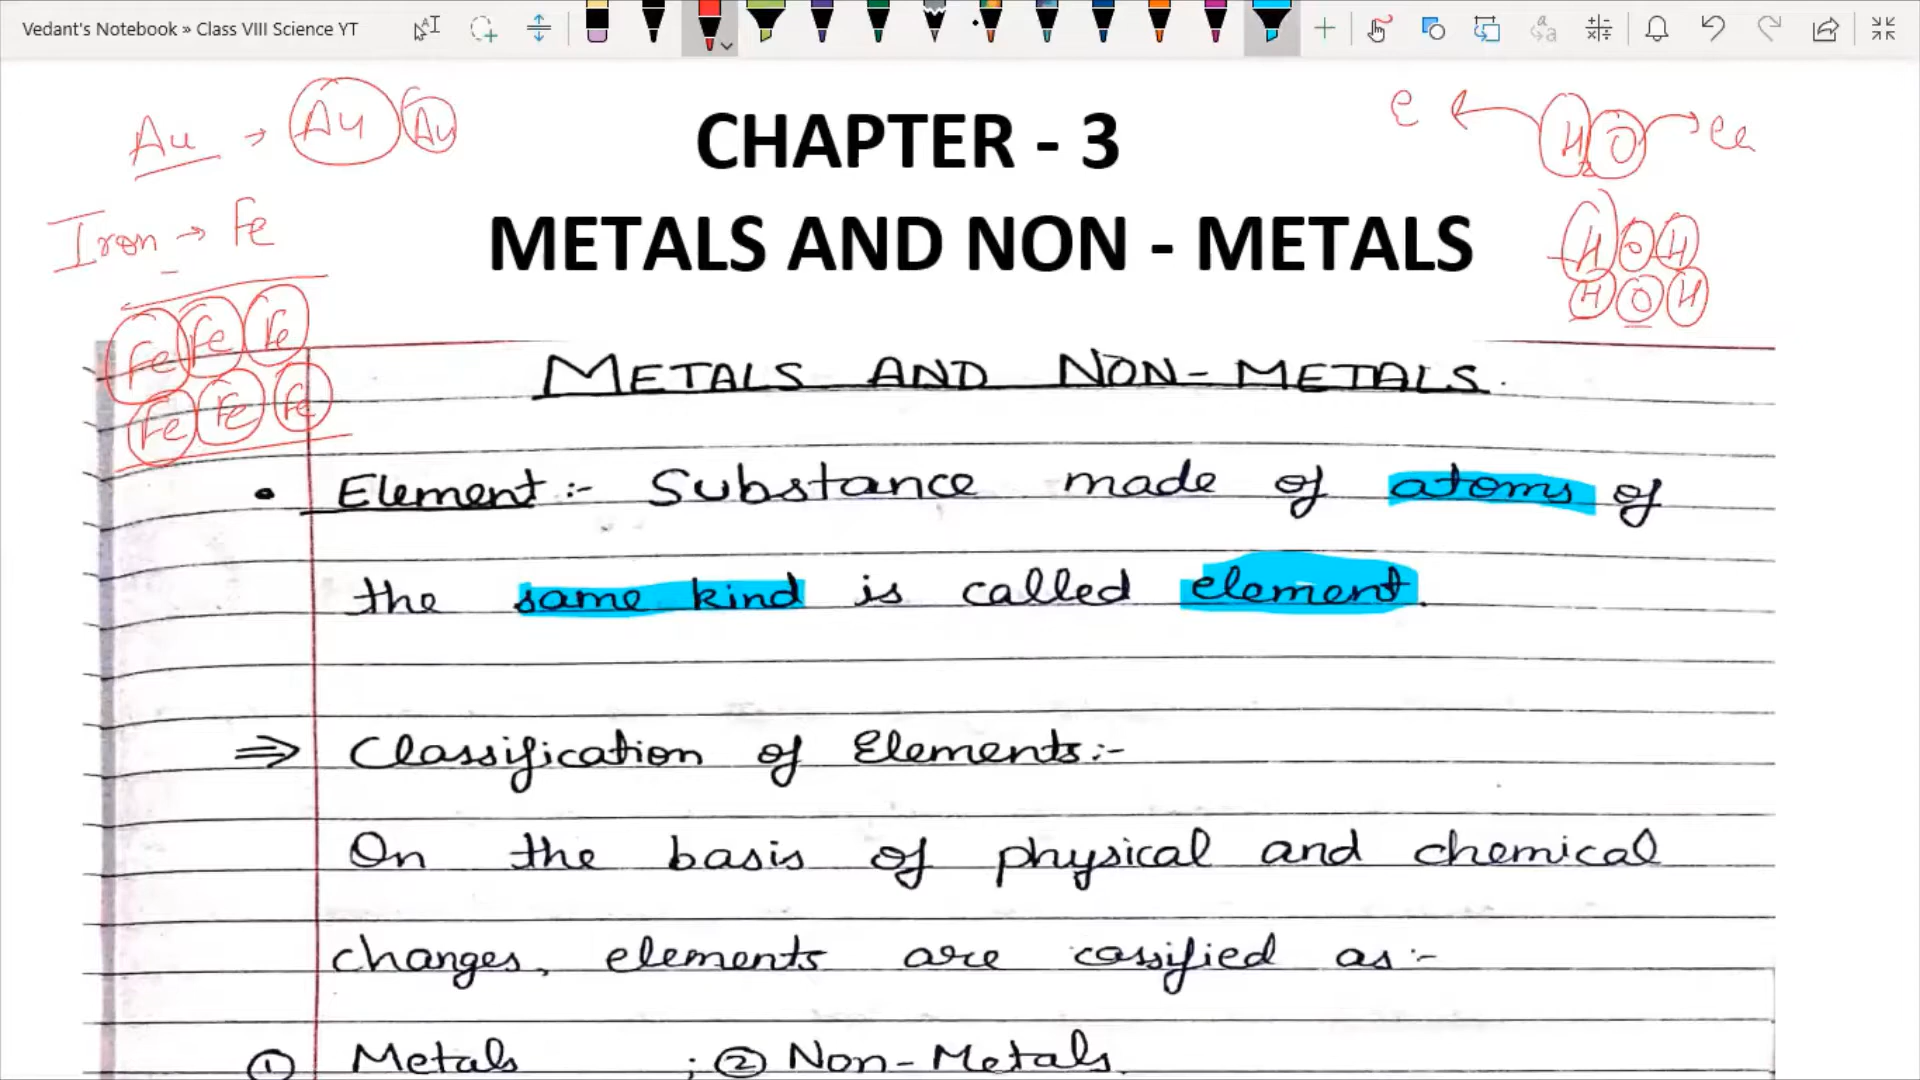 Vedant's Notebook » Class VIII Science YT
Au → Au Au
CHAPTER - 3
e ← H2O →
Iron → Fe
METALS AND NON - METALS
H O H
H O H
Fe Fe Fe
Fe Fe Fe
METALS AND NON-METALS.
• Element :- Substance made of atoms of
the same kind is called element.
⇒ Classification of Elements:-
On the basis of physical and chemical
changes, elements are cassified as:-
① Metals ; ② Non-Metals.